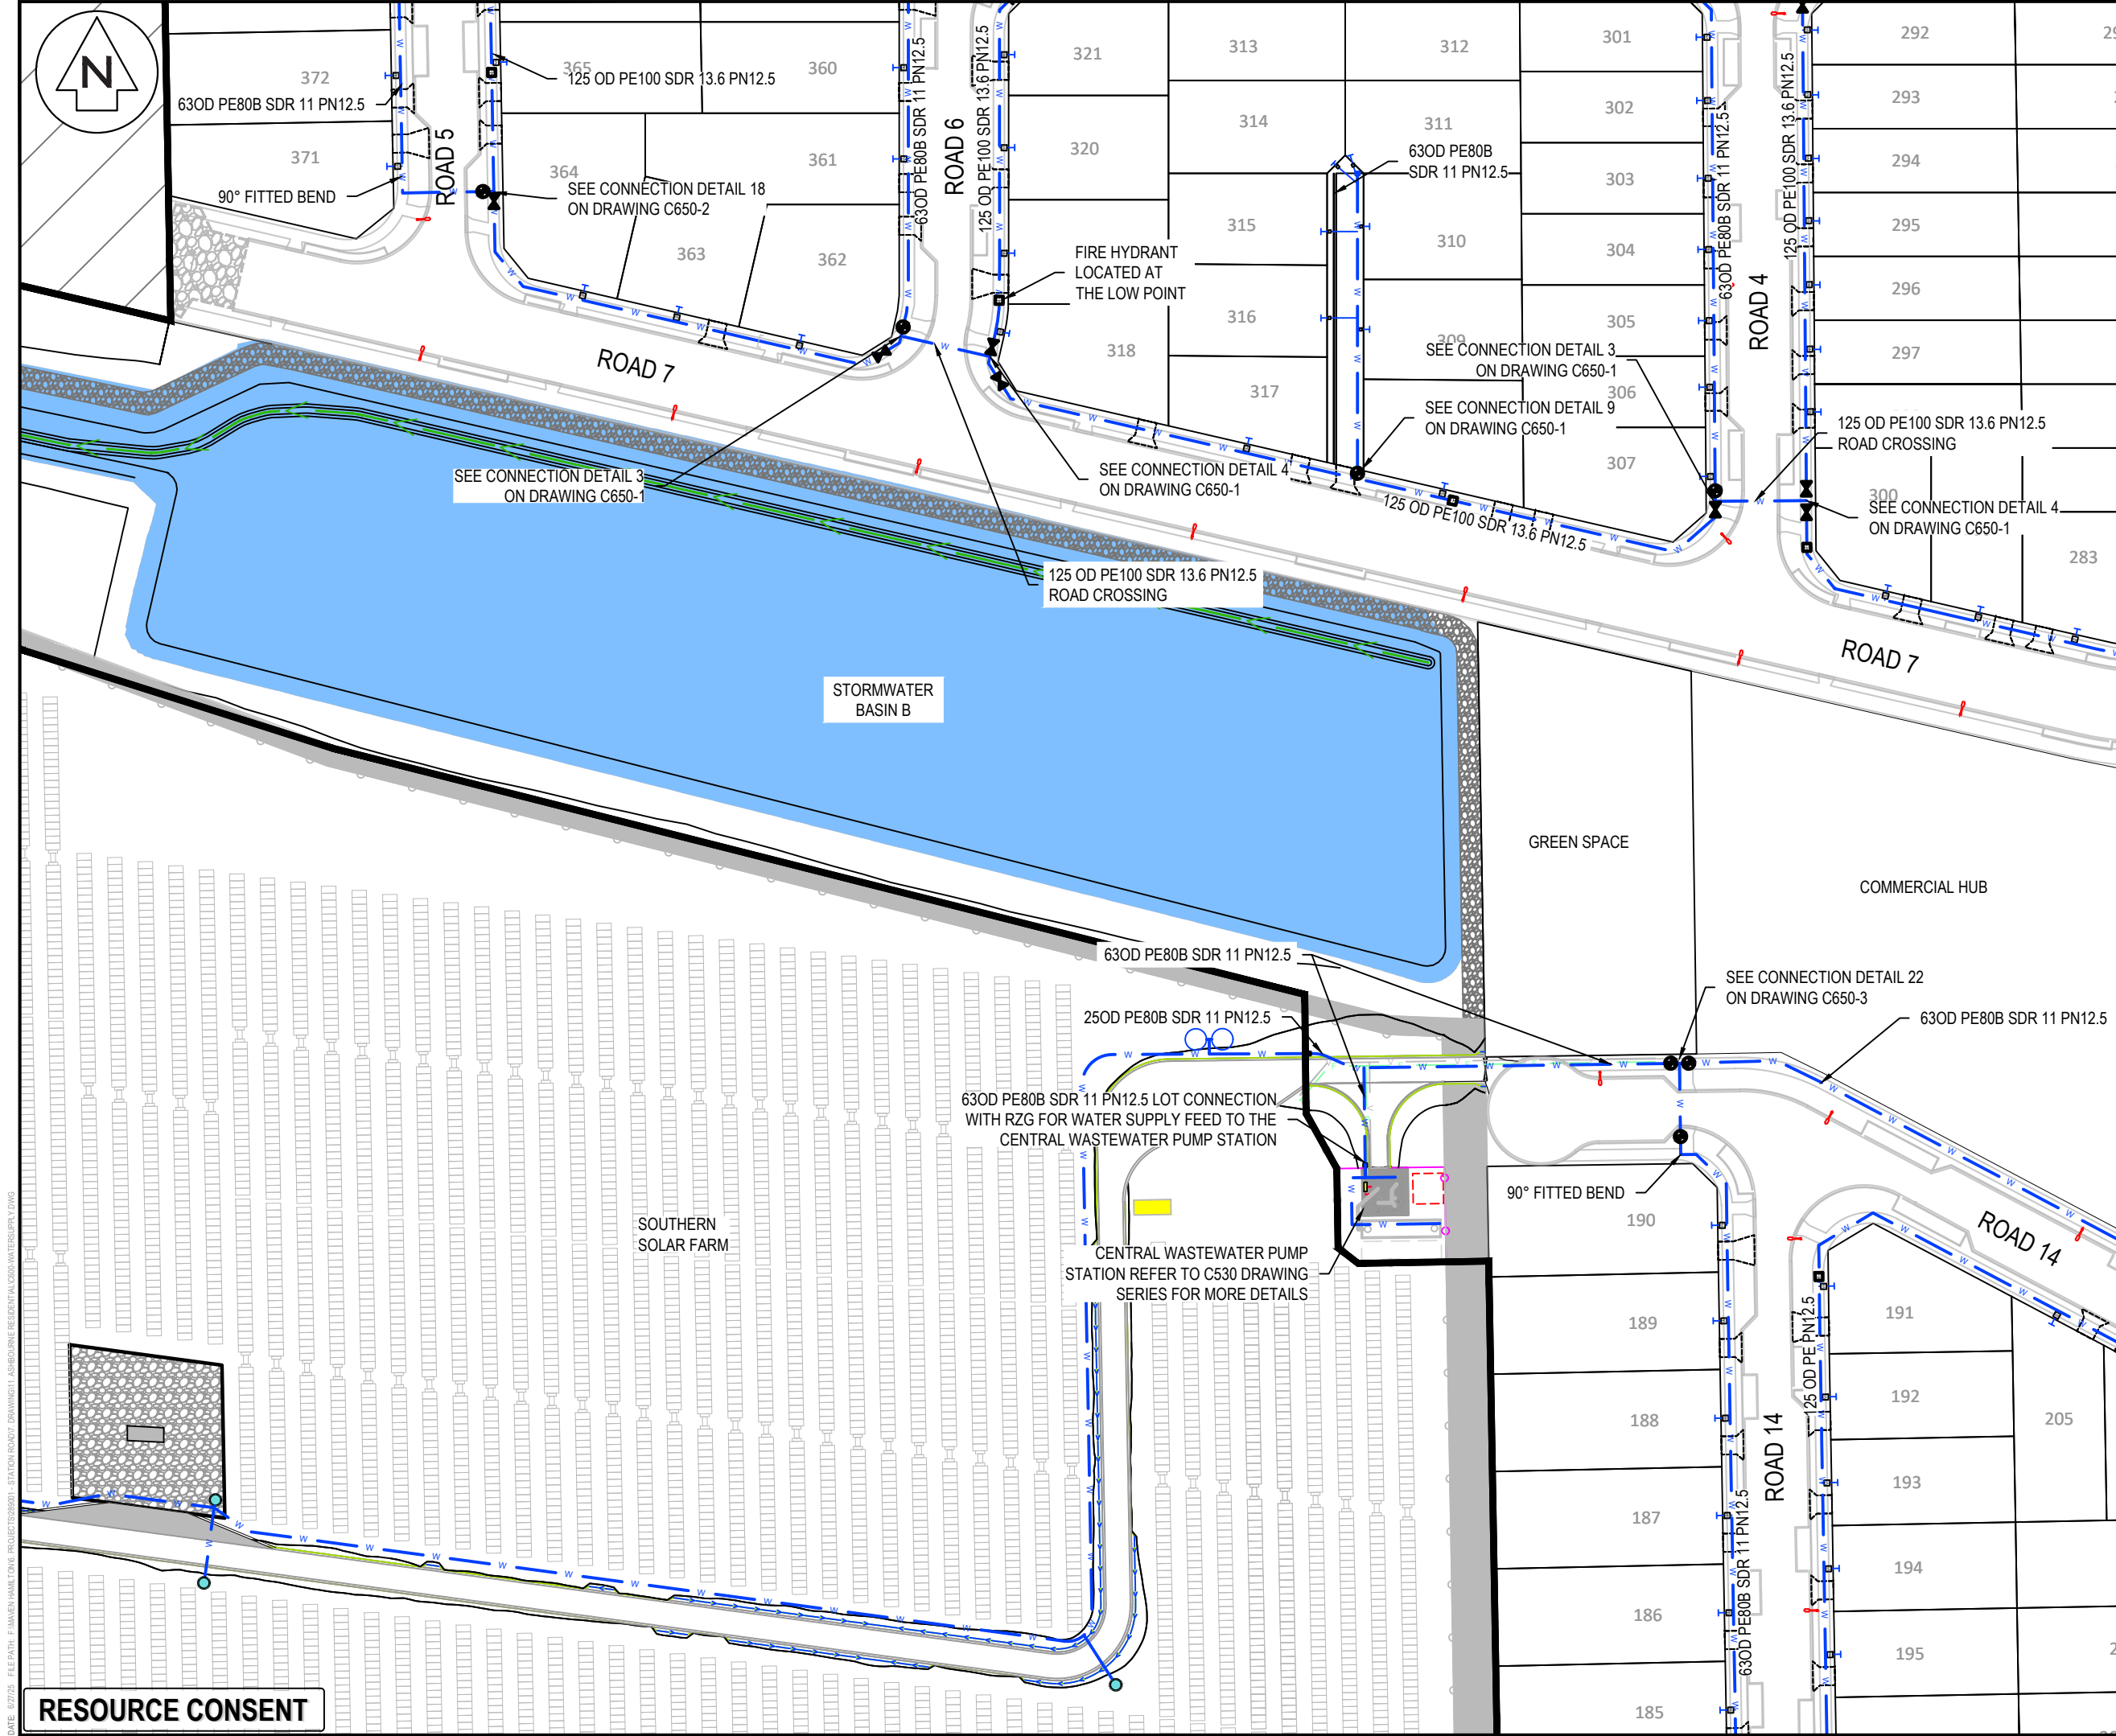 N
372
365
125 OD PE100 SDR 13.6 PN12.5
360
63OD PE80B SDR 11 PN12.5
371
ROAD 5
90° FITTED BEND
364
SEE CONNECTION DETAIL 18
ON DRAWING C650-2
361
363
362
63OD PE80B SDR 11 PN12.5
ROAD 6
125 OD PE100 SDR 13.6 PN12.5
321
313
312
301
320
314
311
302
63OD PE80B
SDR 11 PN12.5
303
315
310
304
FIRE HYDRANT
LOCATED AT
THE LOW POINT
316
309
305
318
317
306
307
SEE CONNECTION DETAIL 3
ON DRAWING C650-1
SEE CONNECTION DETAIL 9
ON DRAWING C650-1
63OD PE80B SDR 11 PN12.5
ROAD 4
125 OD PE100 SDR 13.6 PN12.5
292
293
294
295
296
297
125 OD PE100 SDR 13.6 PN12.5
ROAD CROSSING
300
SEE CONNECTION DETAIL 4
ON DRAWING C650-1
283
ROAD 7
SEE CONNECTION DETAIL 3
ON DRAWING C650-1
SEE CONNECTION DETAIL 4
ON DRAWING C650-1
125 OD PE100 SDR 13.6 PN12.5
125 OD PE100 SDR 13.6 PN12.5
ROAD CROSSING
ROAD 7
STORMWATER
BASIN B
GREEN SPACE
COMMERCIAL HUB
63OD PE80B SDR 11 PN12.5
SEE CONNECTION DETAIL 22
ON DRAWING C650-3
25OD PE80B SDR 11 PN12.5
63OD PE80B SDR 11 PN12.5
63OD PE80B SDR 11 PN12.5 LOT CONNECTION
WITH RZG FOR WATER SUPPLY FEED TO THE
CENTRAL WASTEWATER PUMP STATION
90° FITTED BEND
190
SOUTHERN
SOLAR FARM
CENTRAL WASTEWATER PUMP
STATION REFER TO C530 DRAWING
SERIES FOR MORE DETAILS
ROAD 14
189
188
187
186
185
63OD PE80B SDR 11 PN12.5
ROAD 14
125 OD PE PN12.5
191
192
205
193
194
195
RESOURCE CONSENT